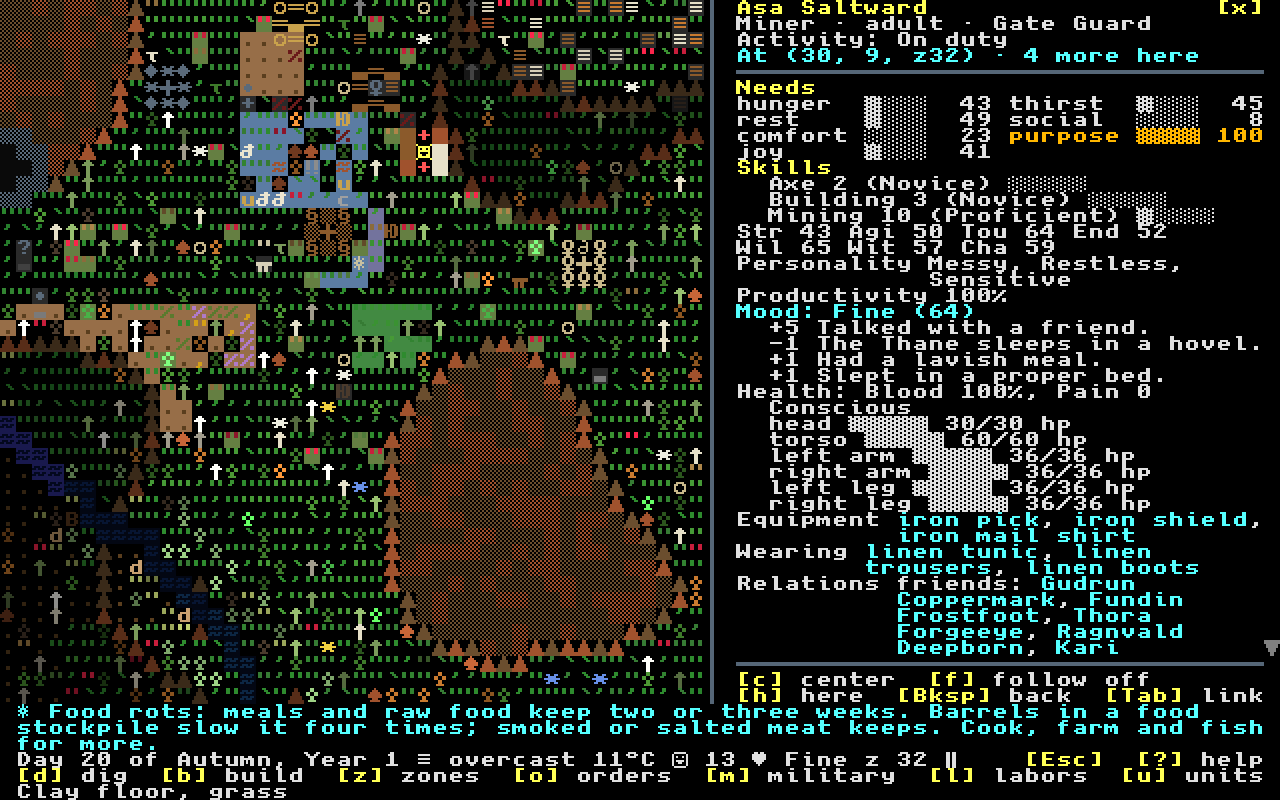 Asa Saltward [x]
Miner · adult · Gate Guard
Activity: On duty
At (30, 9, z32) · 4 more here
Needs
hunger 43 thirst 45
rest 49 social 8
comfort 23 purpose 100
joy 41
Skills
Axe 2 (Novice)
Building 3 (Novice)
Mining 10 (Proficient)
Str 43 Agi 50 Tou 64 End 52
Wil 65 Wit 57 Cha 59
Personality Messy, Restless,
Sensitive
Productivity 100%
Mood: Fine (64)
+5 Talked with a friend.
-1 The Thane sleeps in a hovel.
+1 Had a lavish meal.
+1 Slept in a proper bed.
Health: Blood 100%, Pain 0
Conscious
head 30/30 hp
torso 60/60 hp
left arm 36/36 hp
right arm 36/36 hp
left leg 36/36 hp
right leg 36/36 hp
Equipment iron pick, iron shield,
iron mail shirt
Wearing linen tunic, linen
trousers, linen boots
Relations friends: Gudrun
Coppermark, Fundin
Frostfoot, Thora
Forgeeye, Ragnvald
Deepborn, Kari
[c] center [f] follow off
[h] here [Bksp] back [Tab] link
* Food rots: meals and raw food keep two or three weeks. Barrels in a food
stockpile slow it four times; smoked or salted meat keeps. Cook, farm and fish
for more.
Day 20 of Autumn, Year 1 ≡ overcast 11°C ☺ 13 ♥ Fine z 32 ‖ [Esc] [?] help
[d] dig [b] build [z] zones [o] orders [m] military [l] labors [u] units
Clay floor, grass